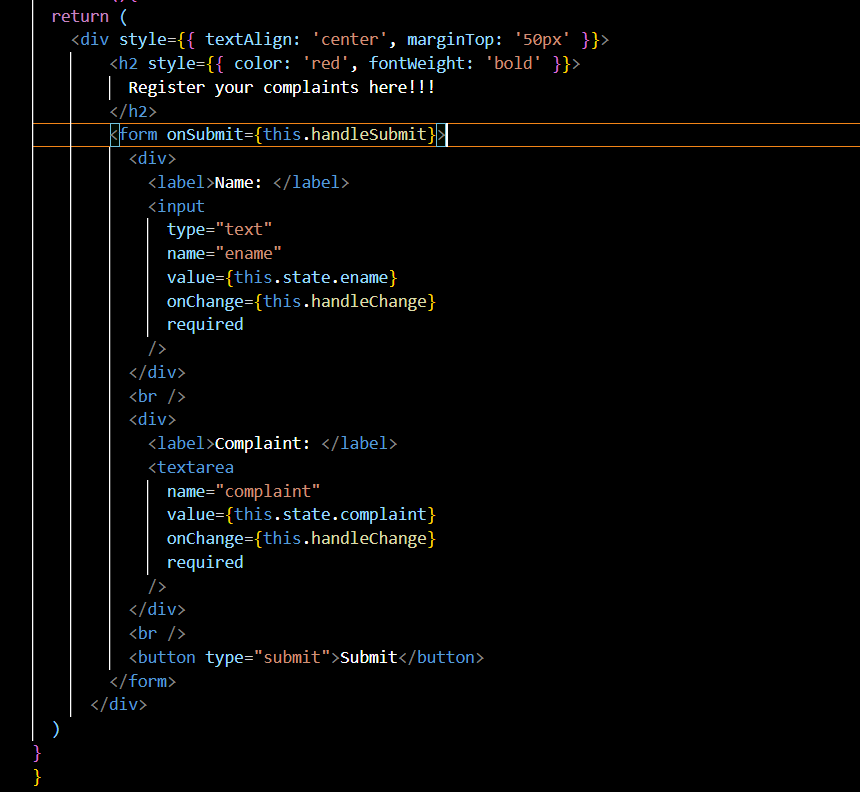 return (
<div style={{ textAlign: 'center', marginTop: '50px' }}>
<h2 style={{ color: 'red', fontWeight: 'bold' }}>
Register your complaints here!!!
</h2>
<form onSubmit={this.handleSubmit}>
<div>
<label>Name: </label>
<input
type="text"
name="ename"
value={this.state.ename}
onChange={this.handleChange}
required
/>
</div>
<br />
<div>
<label>Complaint: </label>
<textarea
name="complaint"
value={this.state.complaint}
onChange={this.handleChange}
required
/>
</div>
<br />
<button type="submit">Submit</button>
</form>
</div>
)
}
}